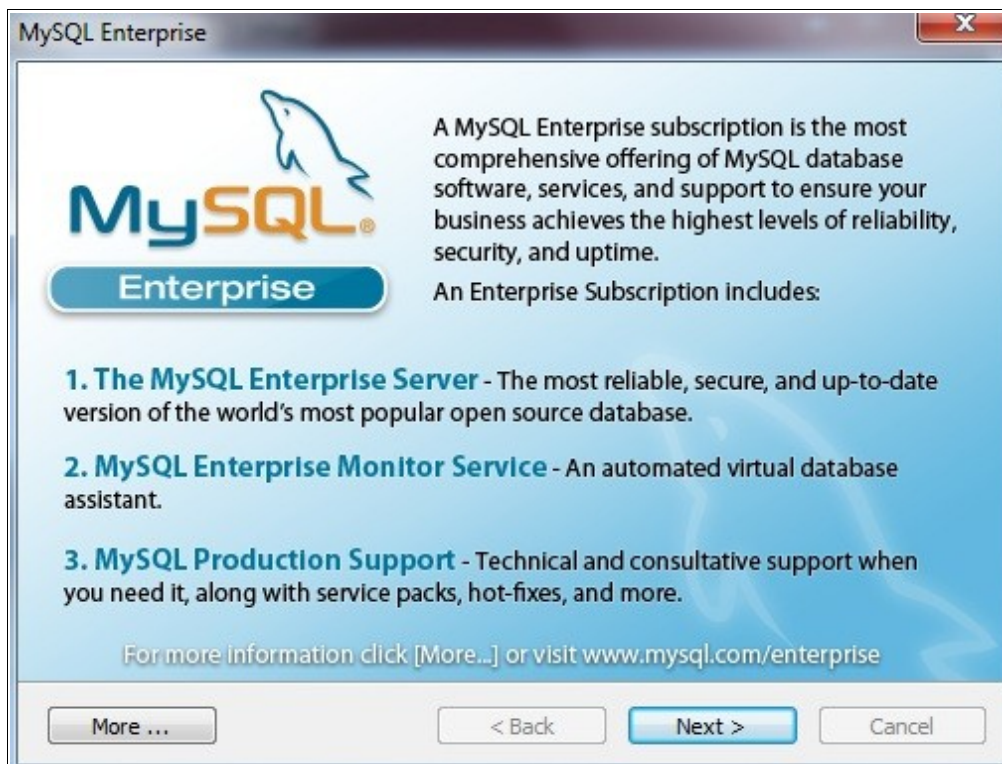 MySQL Enterprise
X
MySQL®
Enterprise
A MySQL Enterprise subscription is the most
comprehensive offering of MySQL database
software, services, and support to ensure your
business achieves the highest levels of reliability,
security, and uptime.
An Enterprise Subscription includes:
1. The MySQL Enterprise Server - The most reliable, secure, and up-to-date
version of the world's most popular open source database.
2. MySQL Enterprise Monitor Service - An automated virtual database
assistant.
3. MySQL Production Support - Technical and consultative support when
you need it, along with service packs, hot-fixes, and more.
For more information click [More...] or visit www.mysql.com/enterprise
More ...
< Back
Next >
Cancel